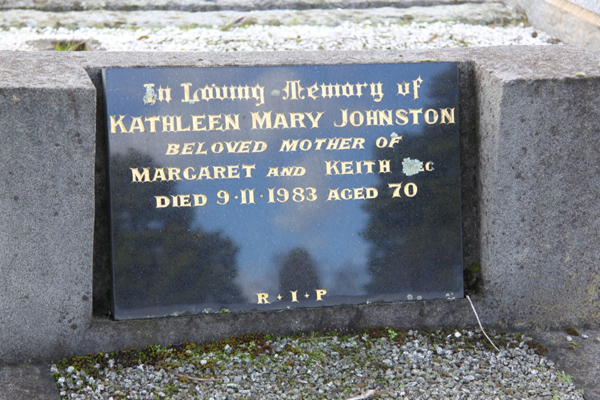 In Loving Memory of
KATHLEEN MARY JOHNSTON
BELOVED MOTHER OF
MARGARET AND KEITH
DIED 9·11·1983 AGED 70
R·I·P